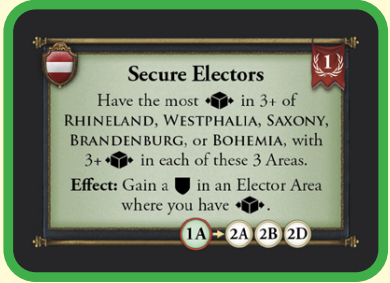 1
Secure Electors
Have the most in 3+ of
RHINELAND, WESTPHALIA, SAXONY,
BRANDENBURG, or BOHEMIA, with
3+ in each of these 3 Areas.
Effect: Gain a in an Elector Area
where you have .
1A 2A 2B 2D